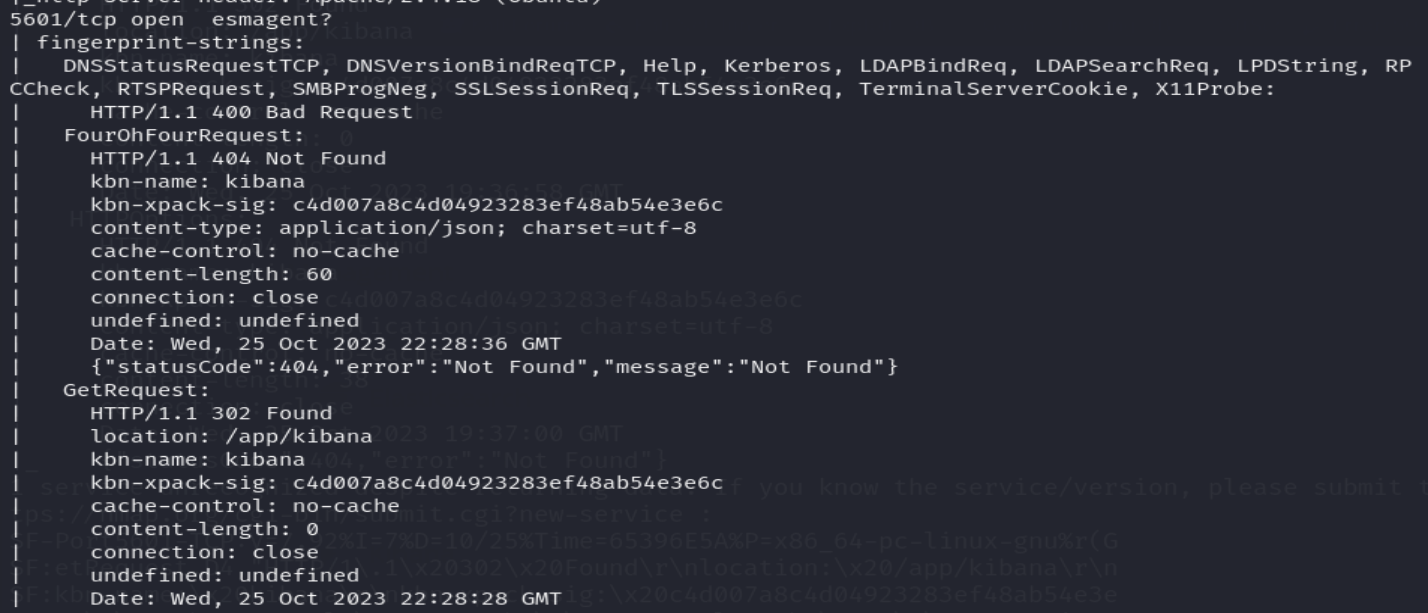 |_http-server-header: Apache/2.4.18 (Ubuntu)
5601/tcp open  esmagent?
| fingerprint-strings:
|   DNSStatusRequestTCP, DNSVersionBindReqTCP, Help, Kerberos, LDAPBindReq, LDAPSearchReq, LPDString, RP
CCheck, RTSPRequest, SMBProgNeg, SSLSessionReq, TLSSessionReq, TerminalServerCookie, X11Probe:
|     HTTP/1.1 400 Bad Request
|   FourOhFourRequest:
|     HTTP/1.1 404 Not Found
|     kbn-name: kibana
|     kbn-xpack-sig: c4d007a8c4d04923283ef48ab54e3e6c
|     content-type: application/json; charset=utf-8
|     cache-control: no-cache
|     content-length: 60
|     connection: close
|     undefined: undefined
|     Date: Wed, 25 Oct 2023 22:28:36 GMT
|     {"statusCode":404,"error":"Not Found","message":"Not Found"}
|   GetRequest:
|     HTTP/1.1 302 Found
|     location: /app/kibana
|     kbn-name: kibana
|     kbn-xpack-sig: c4d007a8c4d04923283ef48ab54e3e6c
|     cache-control: no-cache
|     content-length: 0
|     connection: close
|     undefined: undefined
|     Date: Wed, 25 Oct 2023 22:28:28 GMT